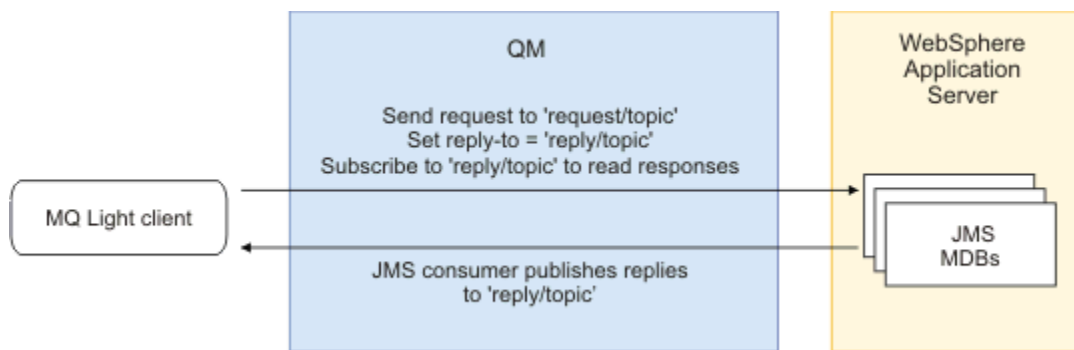 QM
WebSphere
Application
Server
Send request to 'request/topic'
Set reply-to = 'reply/topic'
Subscribe to 'reply/topic' to read responses
MQ Light client
JMS
MDBs
JMS consumer publishes replies
to 'reply/topic'